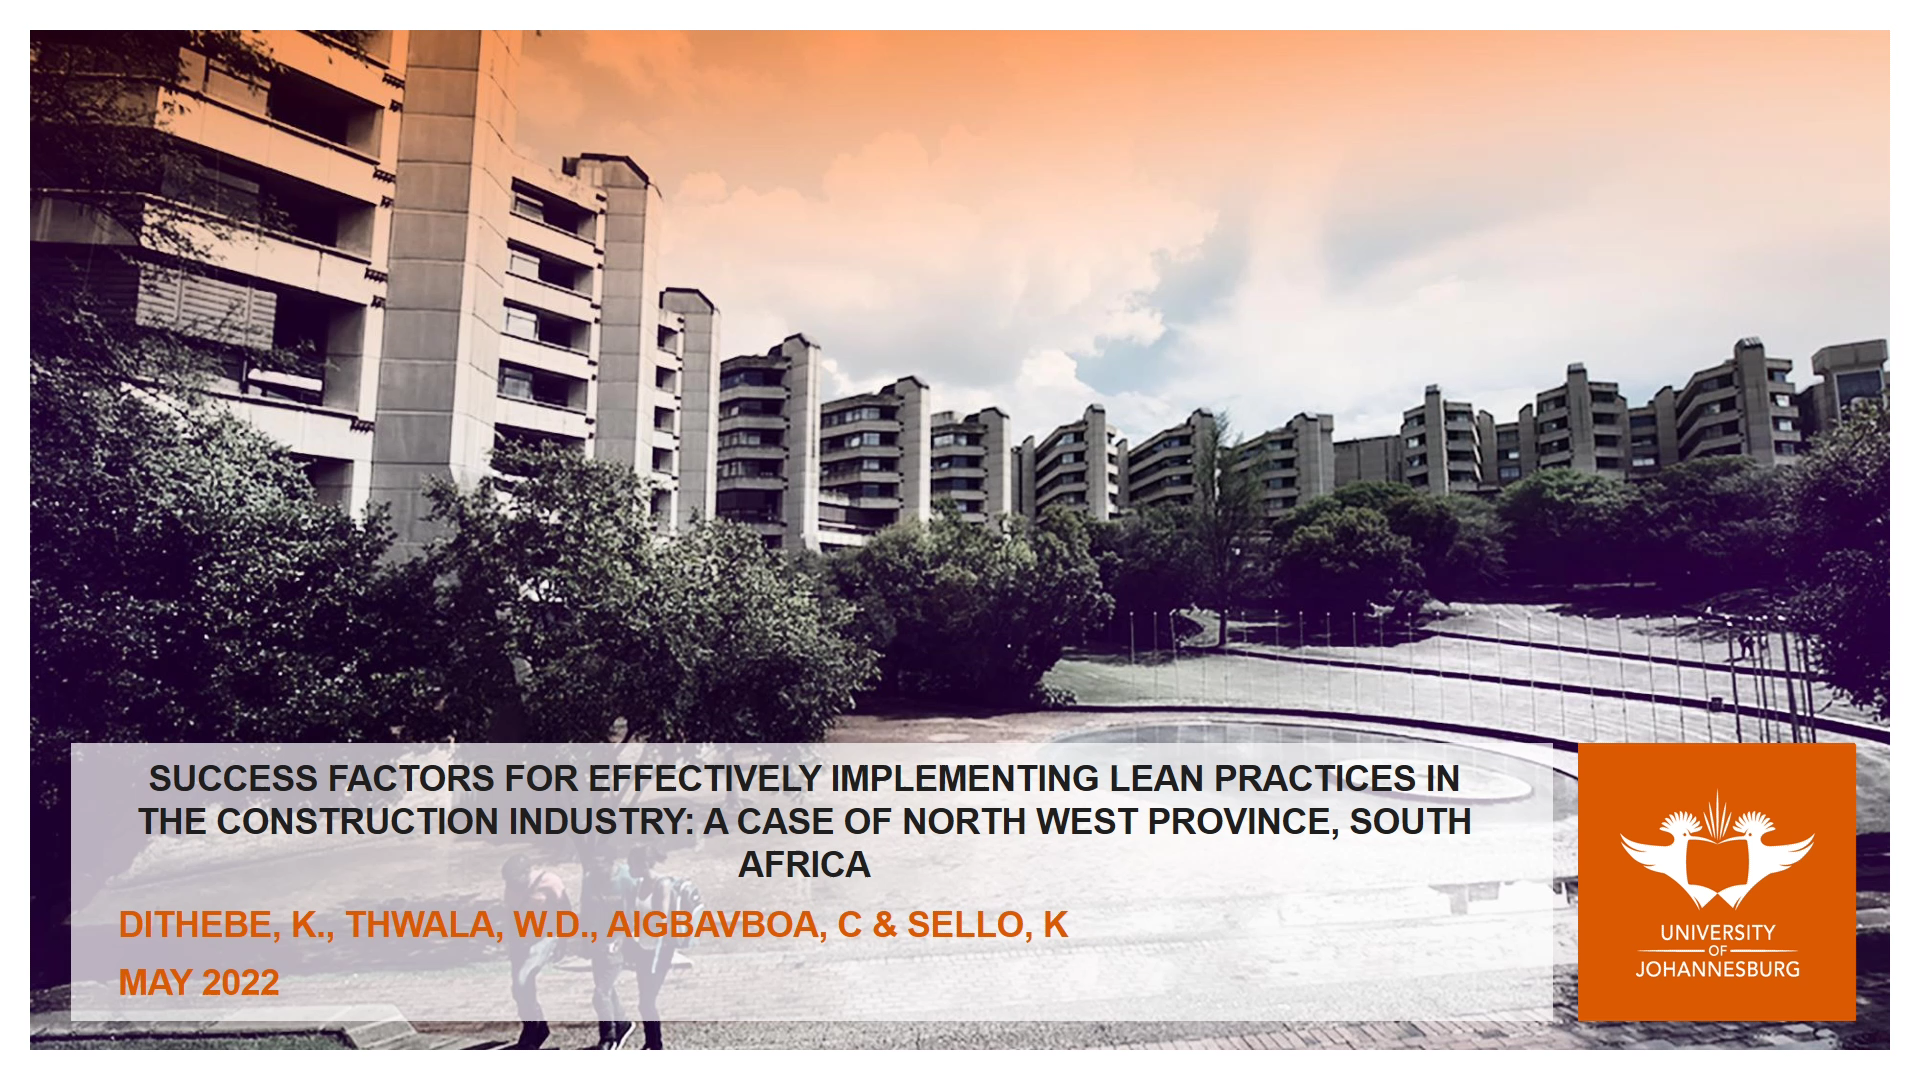 SUCCESS FACTORS FOR EFFECTIVELY IMPLEMENTING LEAN PRACTICES IN
THE CONSTRUCTION INDUSTRY: A CASE OF NORTH WEST PROVINCE, SOUTH
AFRICA
DITHEBE, K., THWALA, W.D., AIGBAVBOA, C & SELLO, K
MAY 2022
UNIVERSITY
OF
JOHANNESBURG